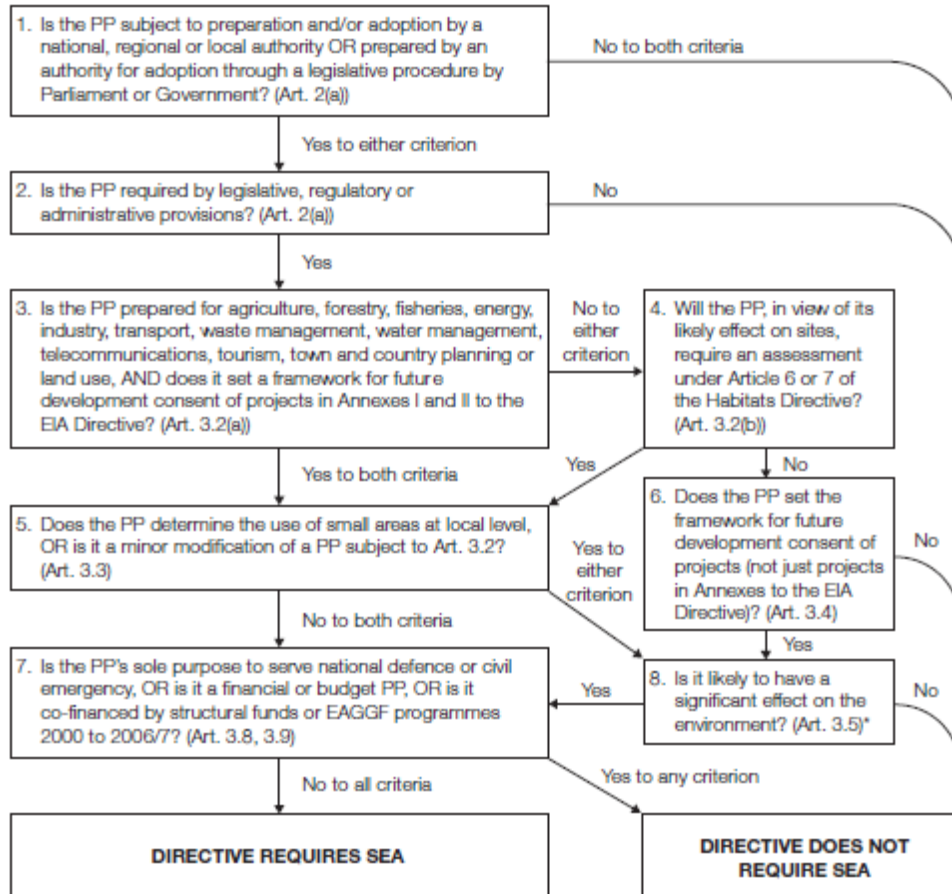 1. Is the PP subject to preparation and/or adoption by a
national, regional or local authority OR prepared by an
authority for adoption through a legislative procedure by
Parliament or Government? (Art. 2(a))
No to both criteria
Yes to either criterion
2. Is the PP required by legislative, regulatory or
administrative provisions? (Art. 2(a))
No
Yes
3. Is the PP prepared for agriculture, forestry, fisheries, energy,
industry, transport, waste management, water management,
telecommunications, tourism, town and country planning or
land use, AND does it set a framework for future
development consent of projects in Annexes I and II to the
EIA Directive? (Art. 3.2(a))
No to
either
criterion
4. Will the PP, in view of its
likely effect on sites,
require an assessment
under Article 6 or 7 of
the Habitats Directive?
(Art. 3.2(b))
Yes to both criteria
Yes
No
5. Does the PP determine the use of small areas at local level,
OR is it a minor modification of a PP subject to Art. 3.2?
(Art. 3.3)
Yes to
either
criterion
6. Does the PP set the
framework for future
development consent of
projects (not just projects
in Annexes to the EIA
Directive)? (Art. 3.4)
No
No to both criteria
Yes
7. Is the PP's sole purpose to serve national defence or civil
emergency, OR is it a financial or budget PP, OR is it
co-financed by structural funds or EAGGF programmes
2000 to 2006/7? (Art. 3.8, 3.9)
Yes
8. Is it likely to have a
significant effect on the
environment? (Art. 3.5)*
No
No to all criteria
Yes to any criterion
DIRECTIVE REQUIRES SEA
DIRECTIVE DOES NOT
REQUIRE SEA